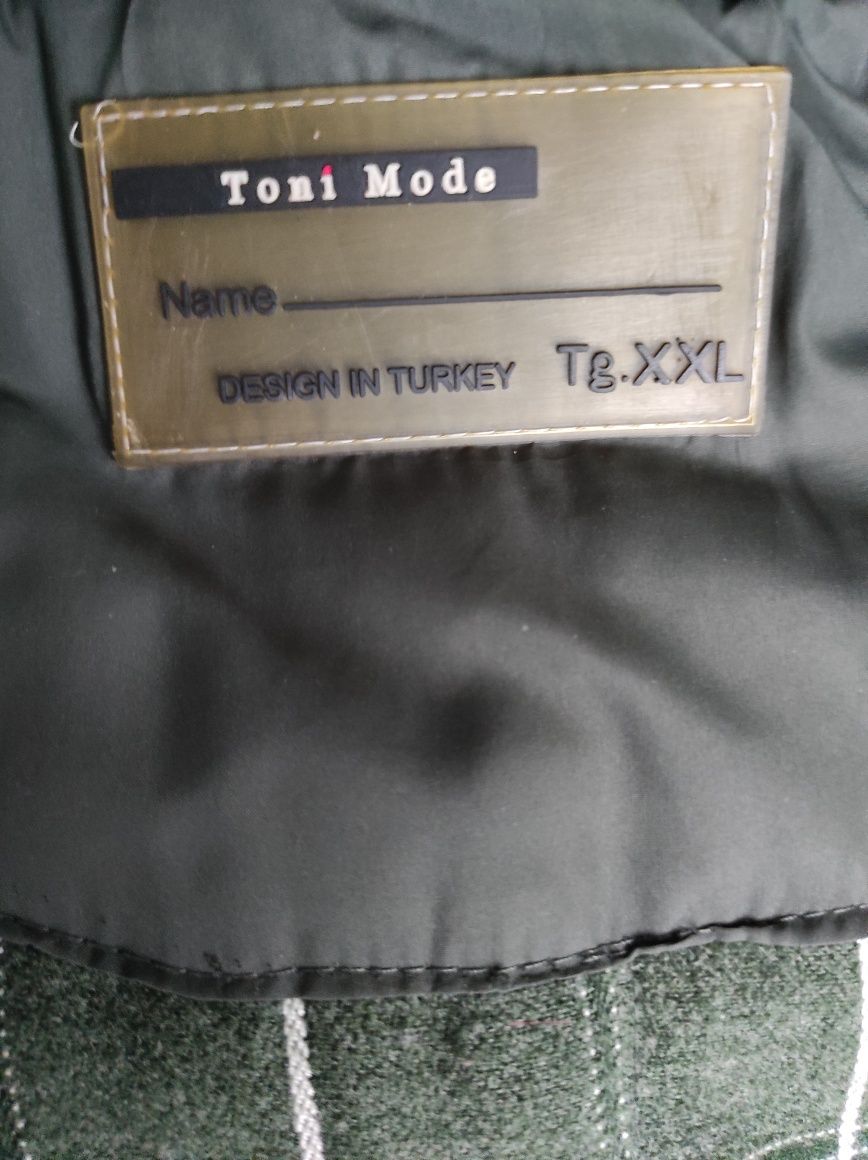 Toni Mode
Name
DESIGN IN TURKEY Tg.XXL